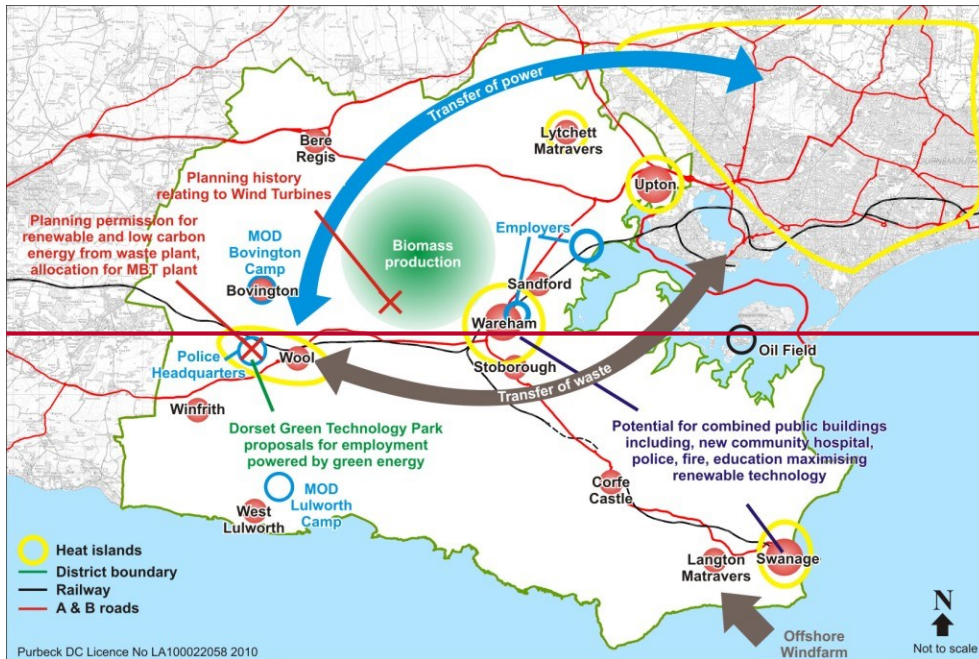 Transfer of power
Lytchett
Matravers
Bere
Regis
Planning history
relating to Wind Turbines
Upton
Planning permission for
renewable and low carbon
energy from waste plant,
allocation for MBT plant
MOD
Bovington
Camp
Bovington
Biomass
production
Employers
Sandford
Wareham
Police
Headquarters
Wool
Stoborough
Oil Field
Transfer of waste
Winfrith
Dorset Green Technology Park
proposals for employment
powered by green energy
Potential for combined public buildings
including, new community hospital,
police, fire, education maximising
renewable technology
MOD
Lulworth
Camp
West
Lulworth
Corfe
Castle
Langton
Matravers
Swanage
Heat islands
District boundary
Railway
A & B roads
Offshore
Windfarm
N
Not to scale
Purbeck DC Licence No LA100022058 2010